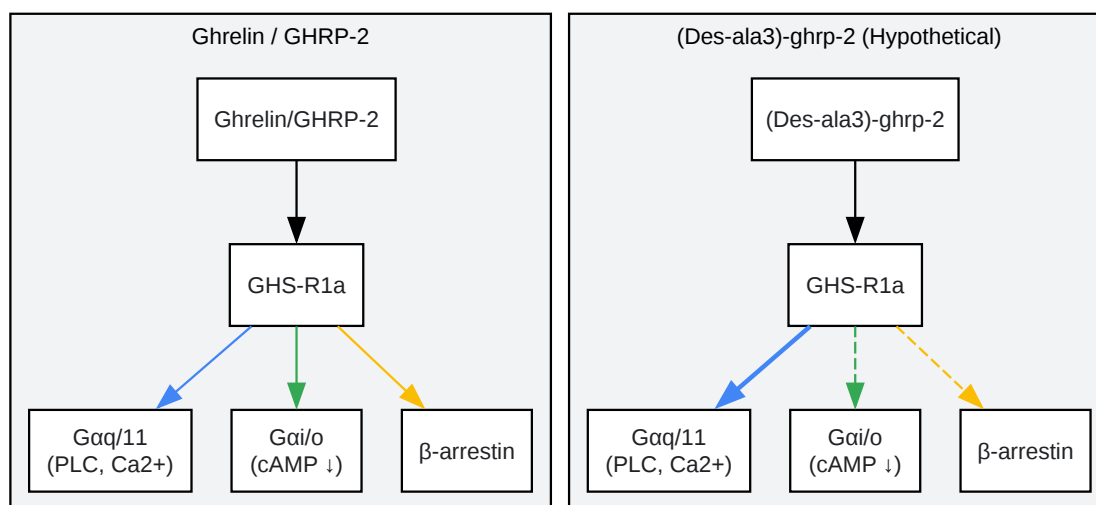 Ghrelin / GHRP-2
Ghrelin/GHRP-2
GHS-R1a
Gαq/11
(PLC, Ca2+)
Gαi/o
(cAMP ↓)
β-arrestin
(Des-ala3)-ghrp-2 (Hypothetical)
(Des-ala3)-ghrp-2
GHS-R1a
Gαq/11
(PLC, Ca2+)
Gαi/o
(cAMP ↓)
β-arrestin